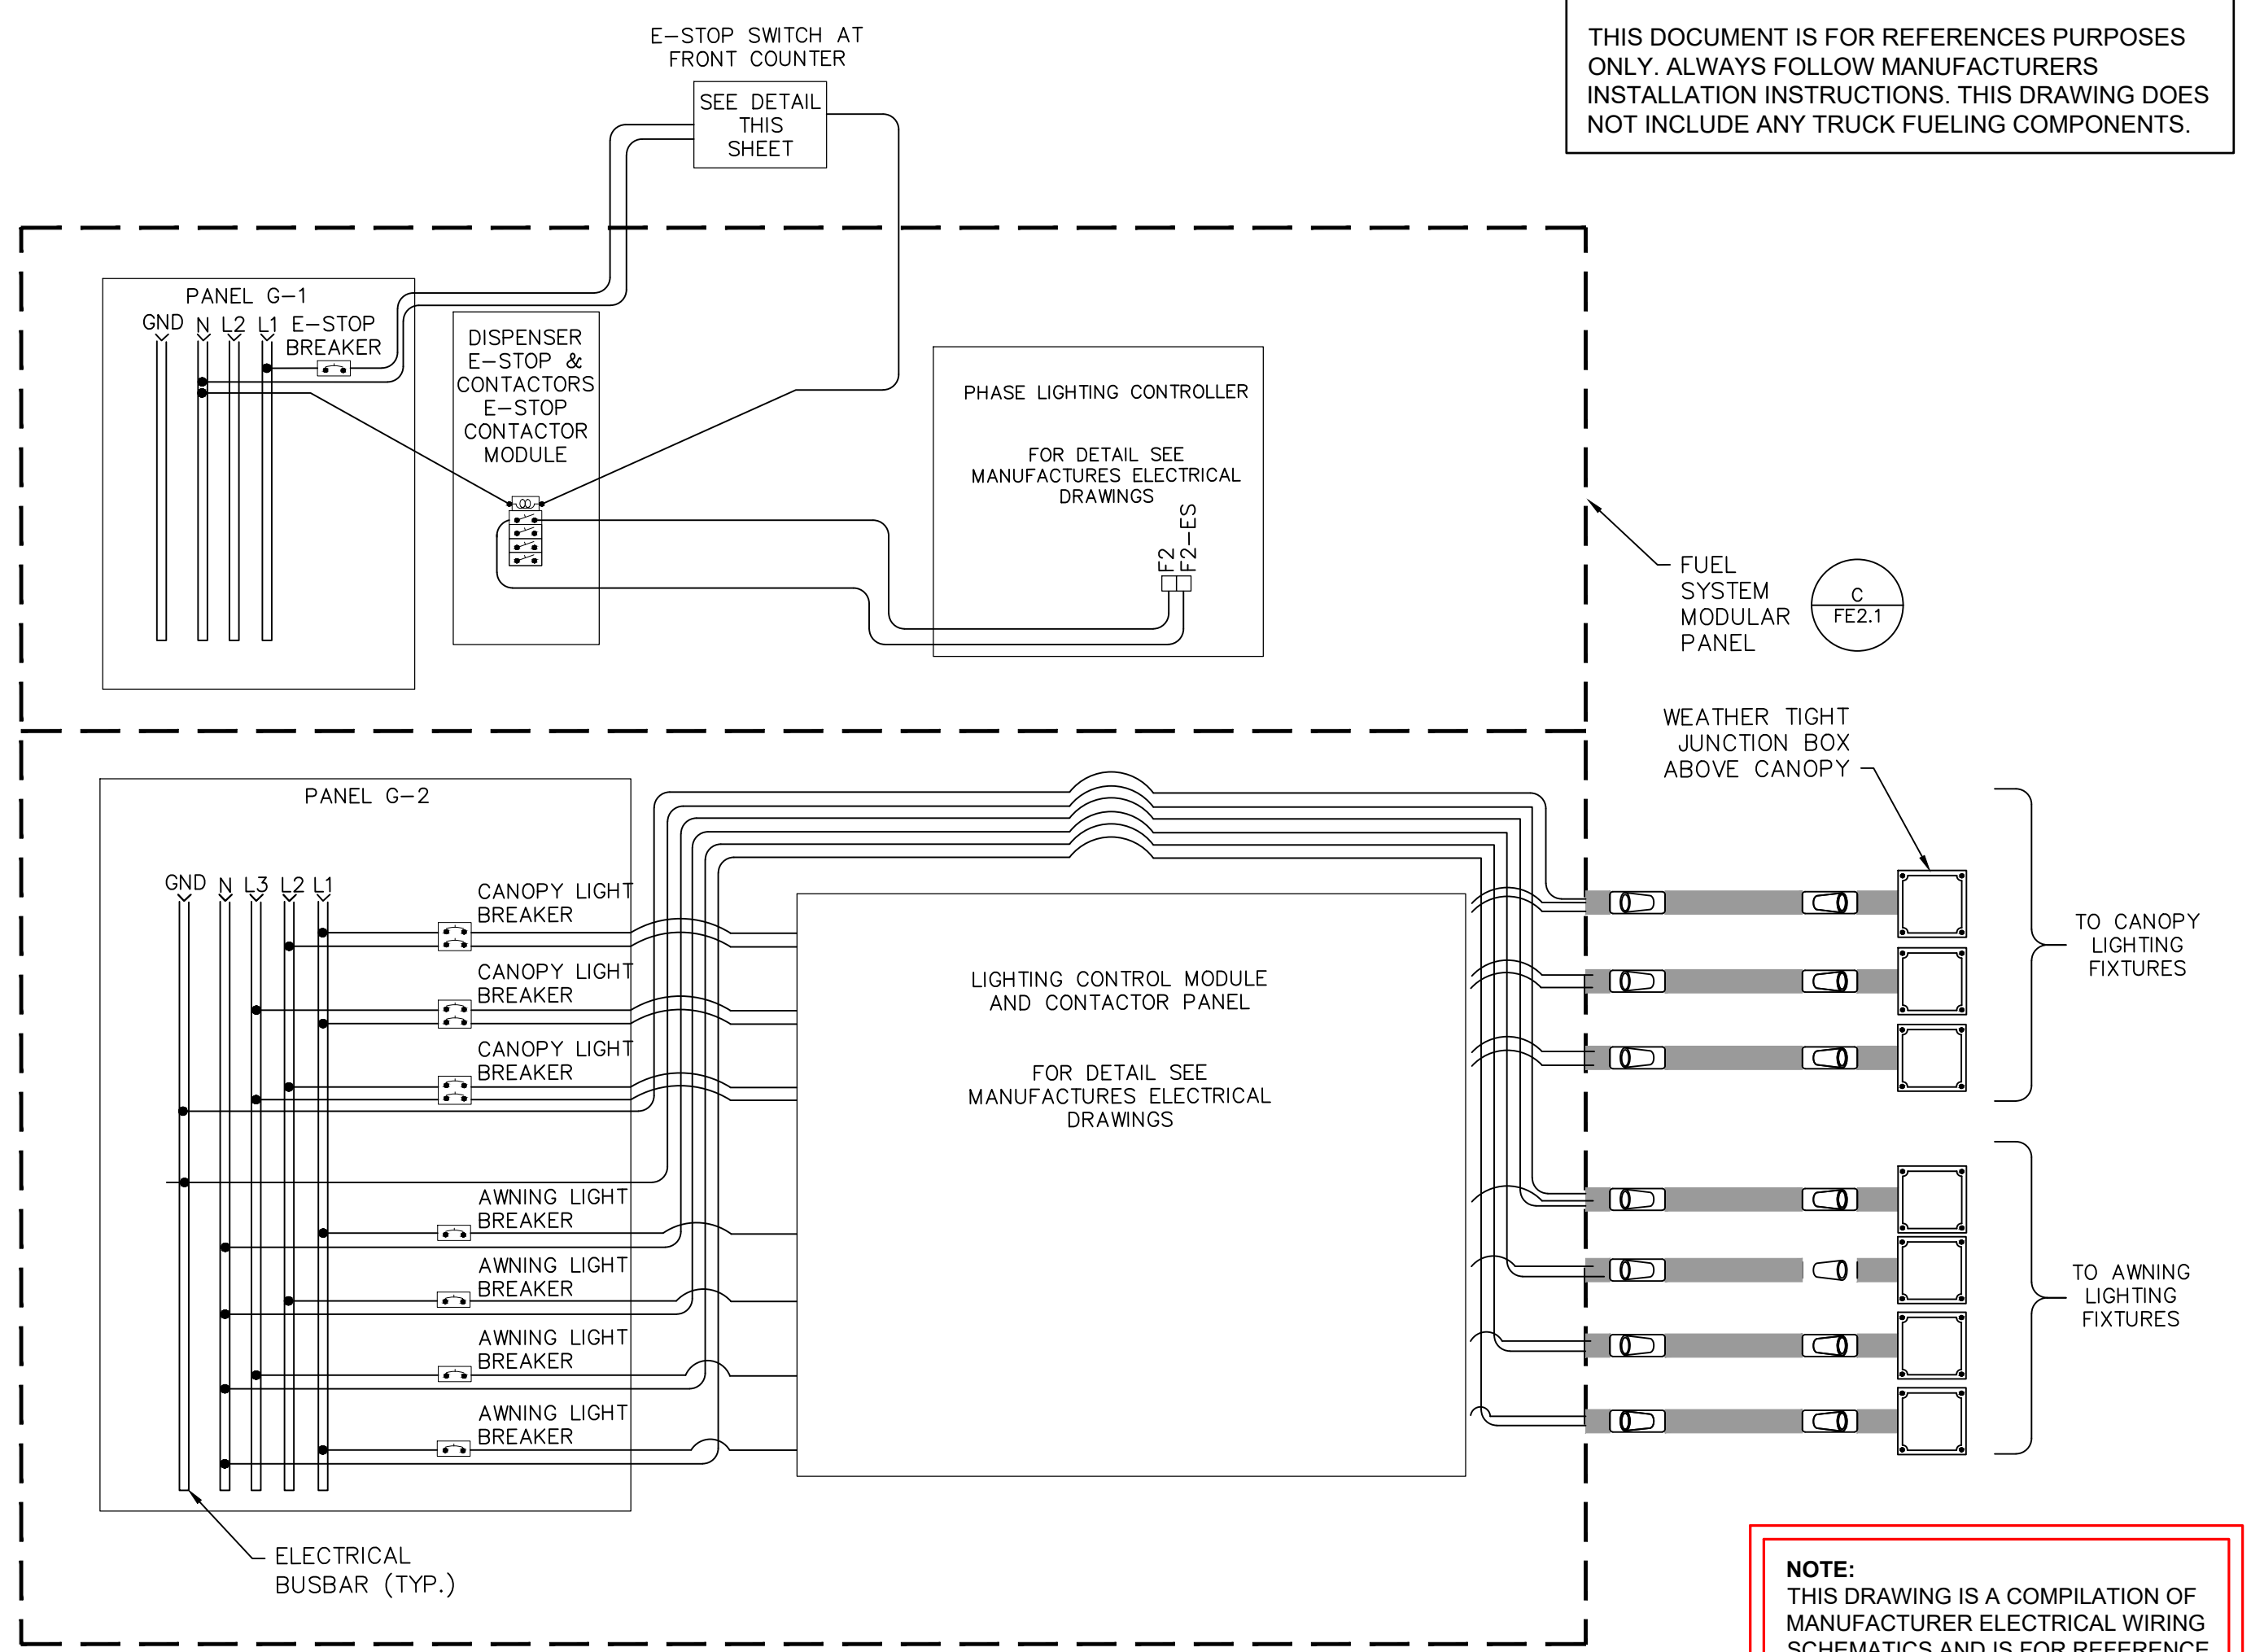 E-STOP SWITCH AT
FRONT COUNTER
SEE DETAIL
THIS
SHEET
THIS DOCUMENT IS FOR REFERENCES PURPOSES
ONLY. ALWAYS FOLLOW MANUFACTURERS
INSTALLATION INSTRUCTIONS. THIS DRAWING DOES
NOT INCLUDE ANY TRUCK FUELING COMPONENTS.
PANEL G-1
GND N L2 L1
E-STOP
BREAKER
DISPENSER
E-STOP &
CONTACTORS
E-STOP
CONTACTOR
MODULE
PHASE LIGHTING CONTROLLER
FOR DETAIL SEE
MANUFACTURES ELECTRICAL
DRAWINGS
F2
F2-ES
FUEL
SYSTEM
MODULAR
PANEL
C
FE2.1
WEATHER TIGHT
JUNCTION BOX
ABOVE CANOPY
PANEL G-2
GND N L3 L2 L1
CANOPY LIGHT
BREAKER
CANOPY LIGHT
BREAKER
CANOPY LIGHT
BREAKER
AWNING LIGHT
BREAKER
AWNING LIGHT
BREAKER
AWNING LIGHT
BREAKER
AWNING LIGHT
BREAKER
LIGHTING CONTROL MODULE
AND CONTACTOR PANEL
FOR DETAIL SEE
MANUFACTURES ELECTRICAL
DRAWINGS
TO CANOPY
LIGHTING
FIXTURES
TO AWNING
LIGHTING
FIXTURES
ELECTRICAL
BUSBAR (TYP.)
NOTE:
THIS DRAWING IS A COMPILATION OF
MANUFACTURER ELECTRICAL WIRING
SCHEMATICS AND IS FOR REFERENCE